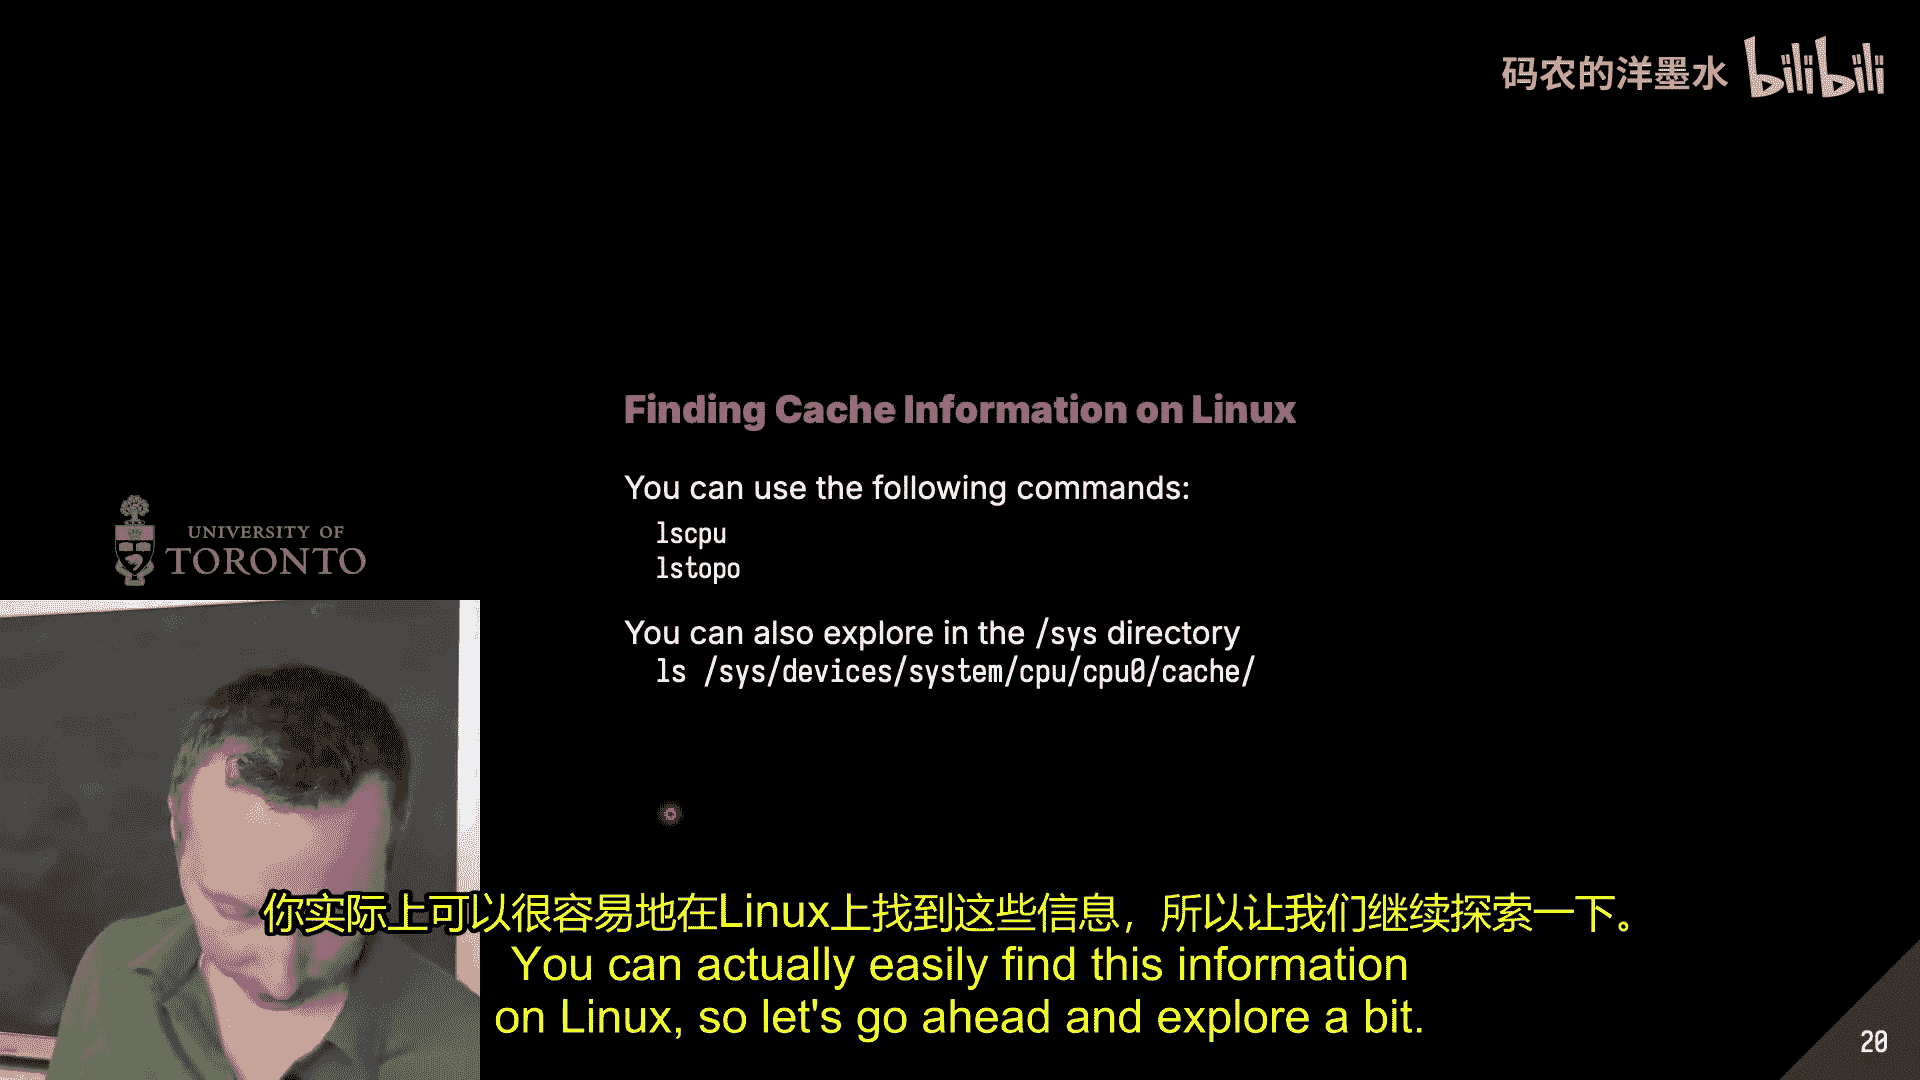 码农的洋墨水 bilibili
Finding Cache Information on Linux
You can use the following commands:
lscpu
lstopo
You can also explore in the /sys directory
ls /sys/devices/system/cpu/cpu0/cache/
UNIVERSITY OF
TORONTO
你实际上可以很容易地在Linux上找到这些信息，所以让我们继续探索一下。
You can actually easily find this information
on Linux, so let's go ahead and explore a bit.
20